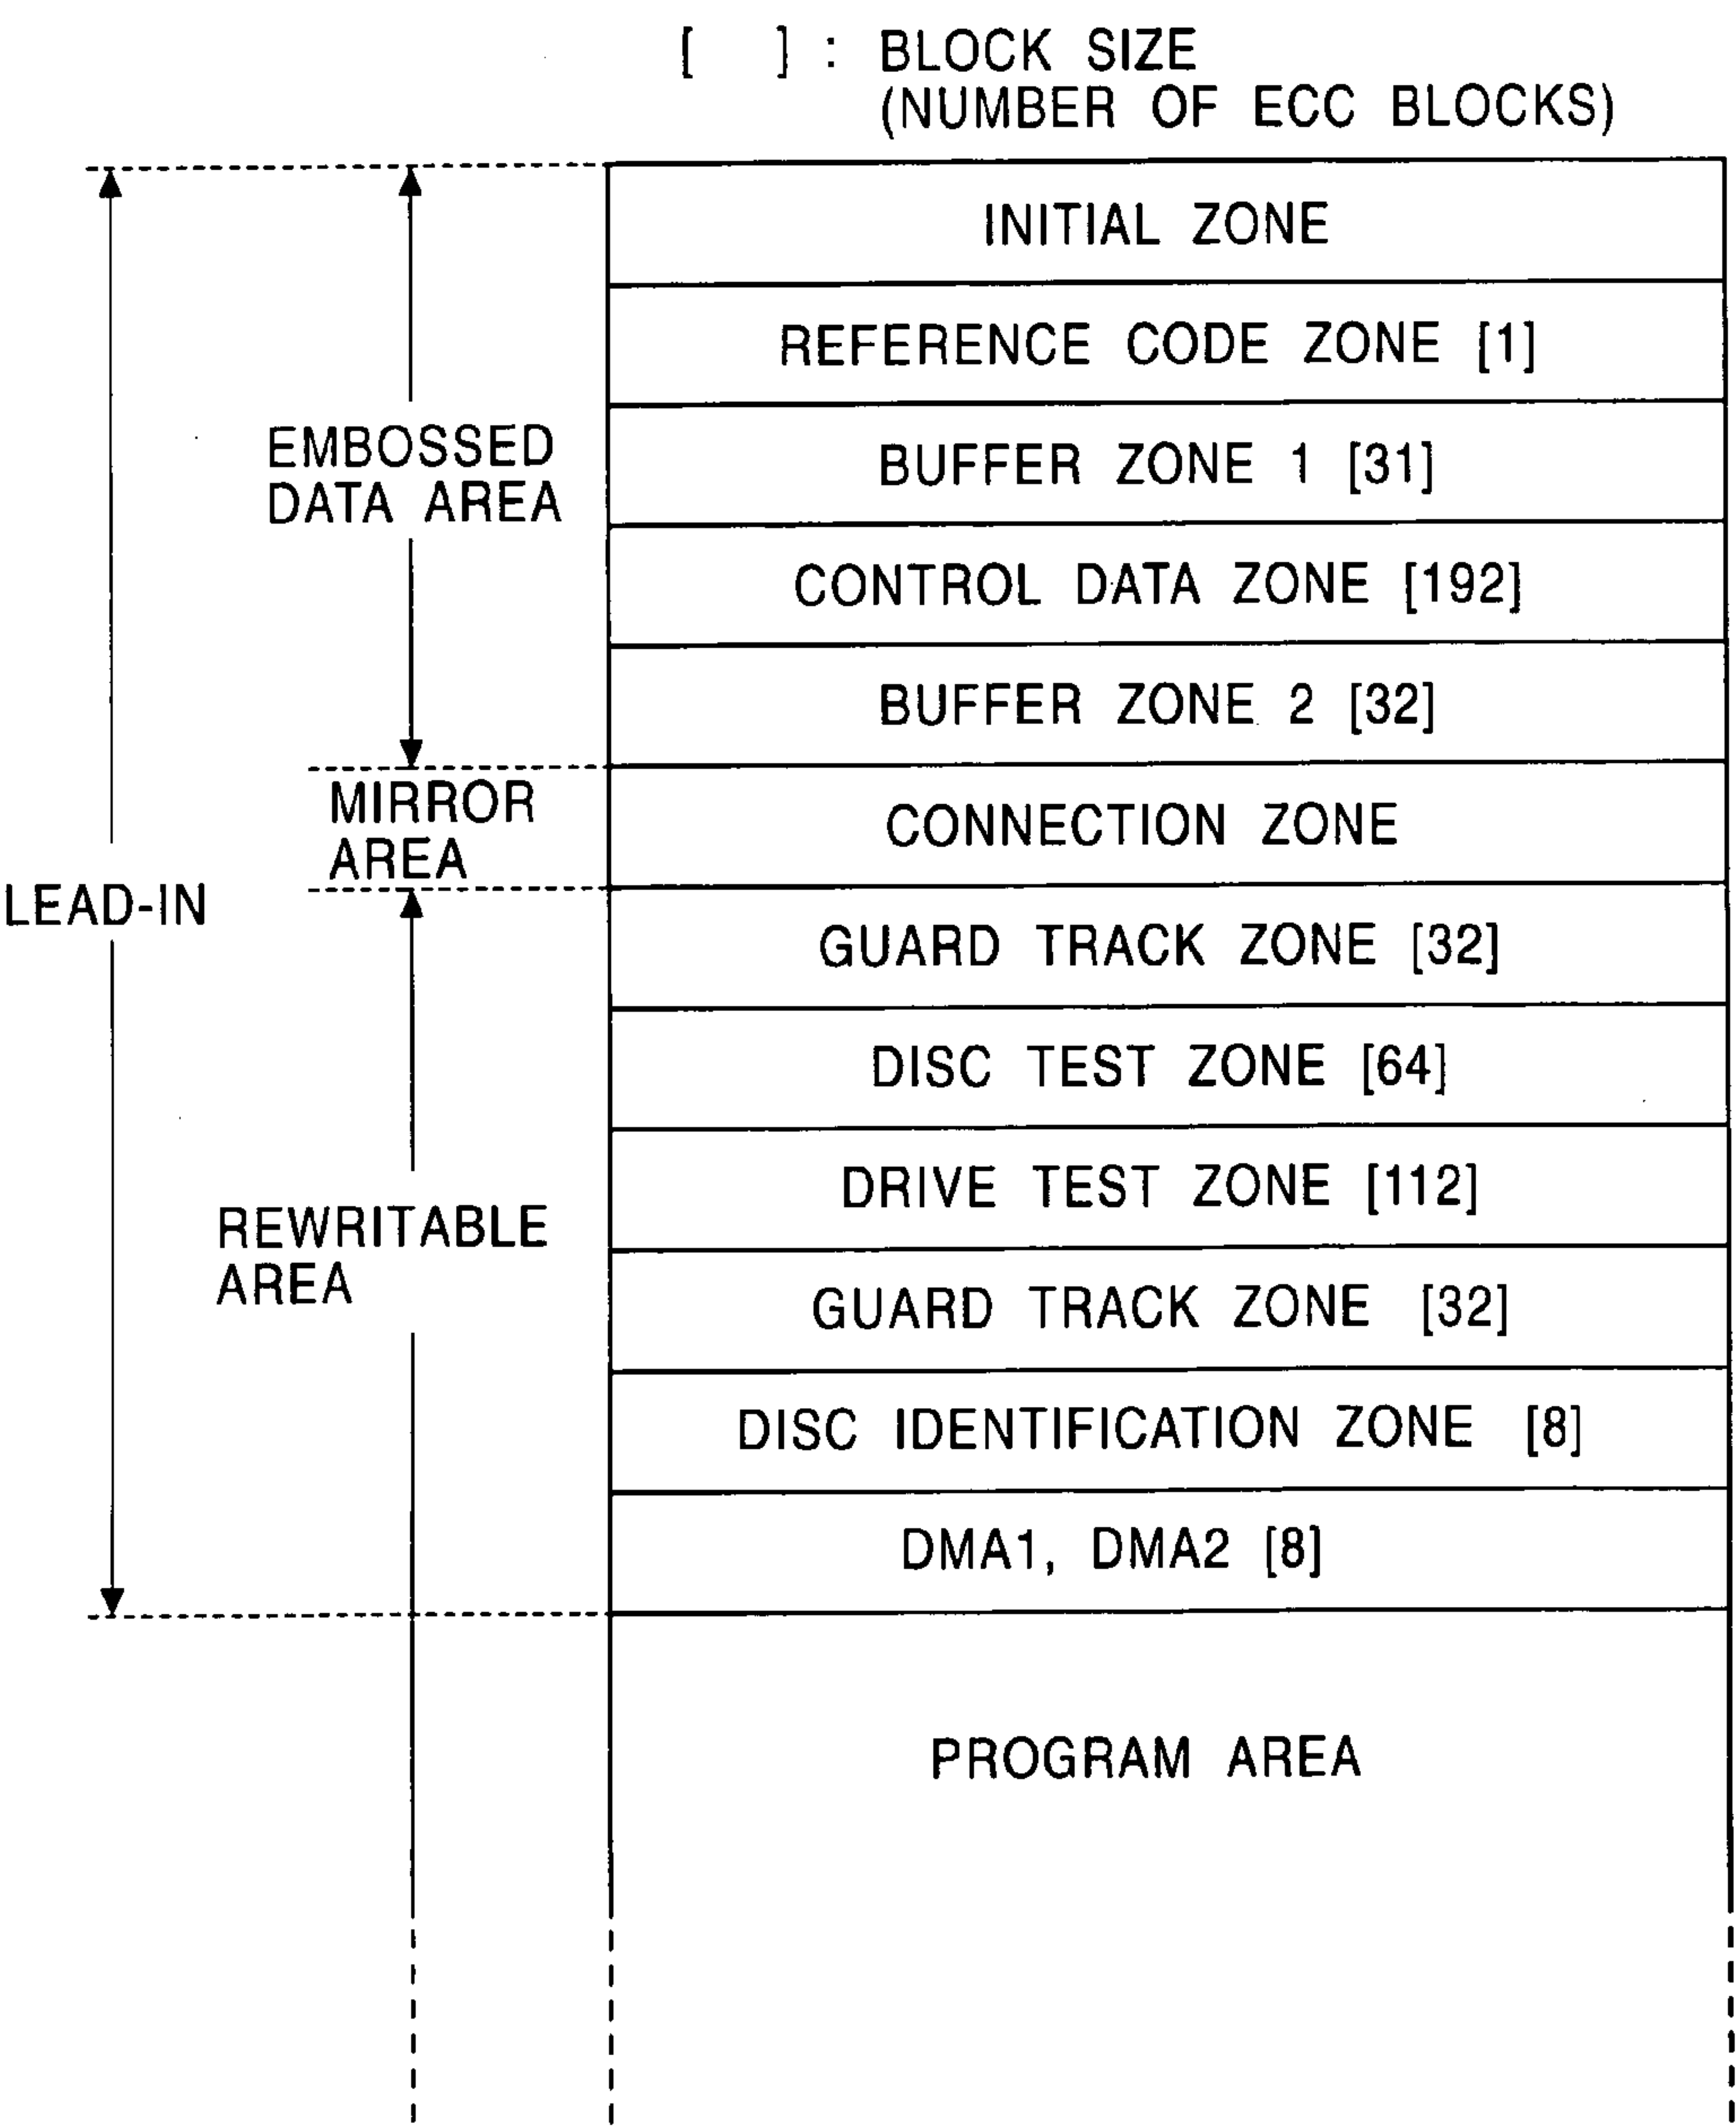 [ ] : BLOCK SIZE
(NUMBER OF ECC BLOCKS)
INITIAL ZONE
REFERENCE CODE ZONE [1]
EMBOSSED
DATA AREA
BUFFER ZONE 1 [31]
CONTROL DATA ZONE [192]
BUFFER ZONE 2 [32]
MIRROR
AREA
CONNECTION ZONE
LEAD-IN
GUARD TRACK ZONE [32]
DISC TEST ZONE [64]
DRIVE TEST ZONE [112]
REWRITABLE
AREA
GUARD TRACK ZONE [32]
DISC IDENTIFICATION ZONE [8]
DMA1, DMA2 [8]
PROGRAM AREA